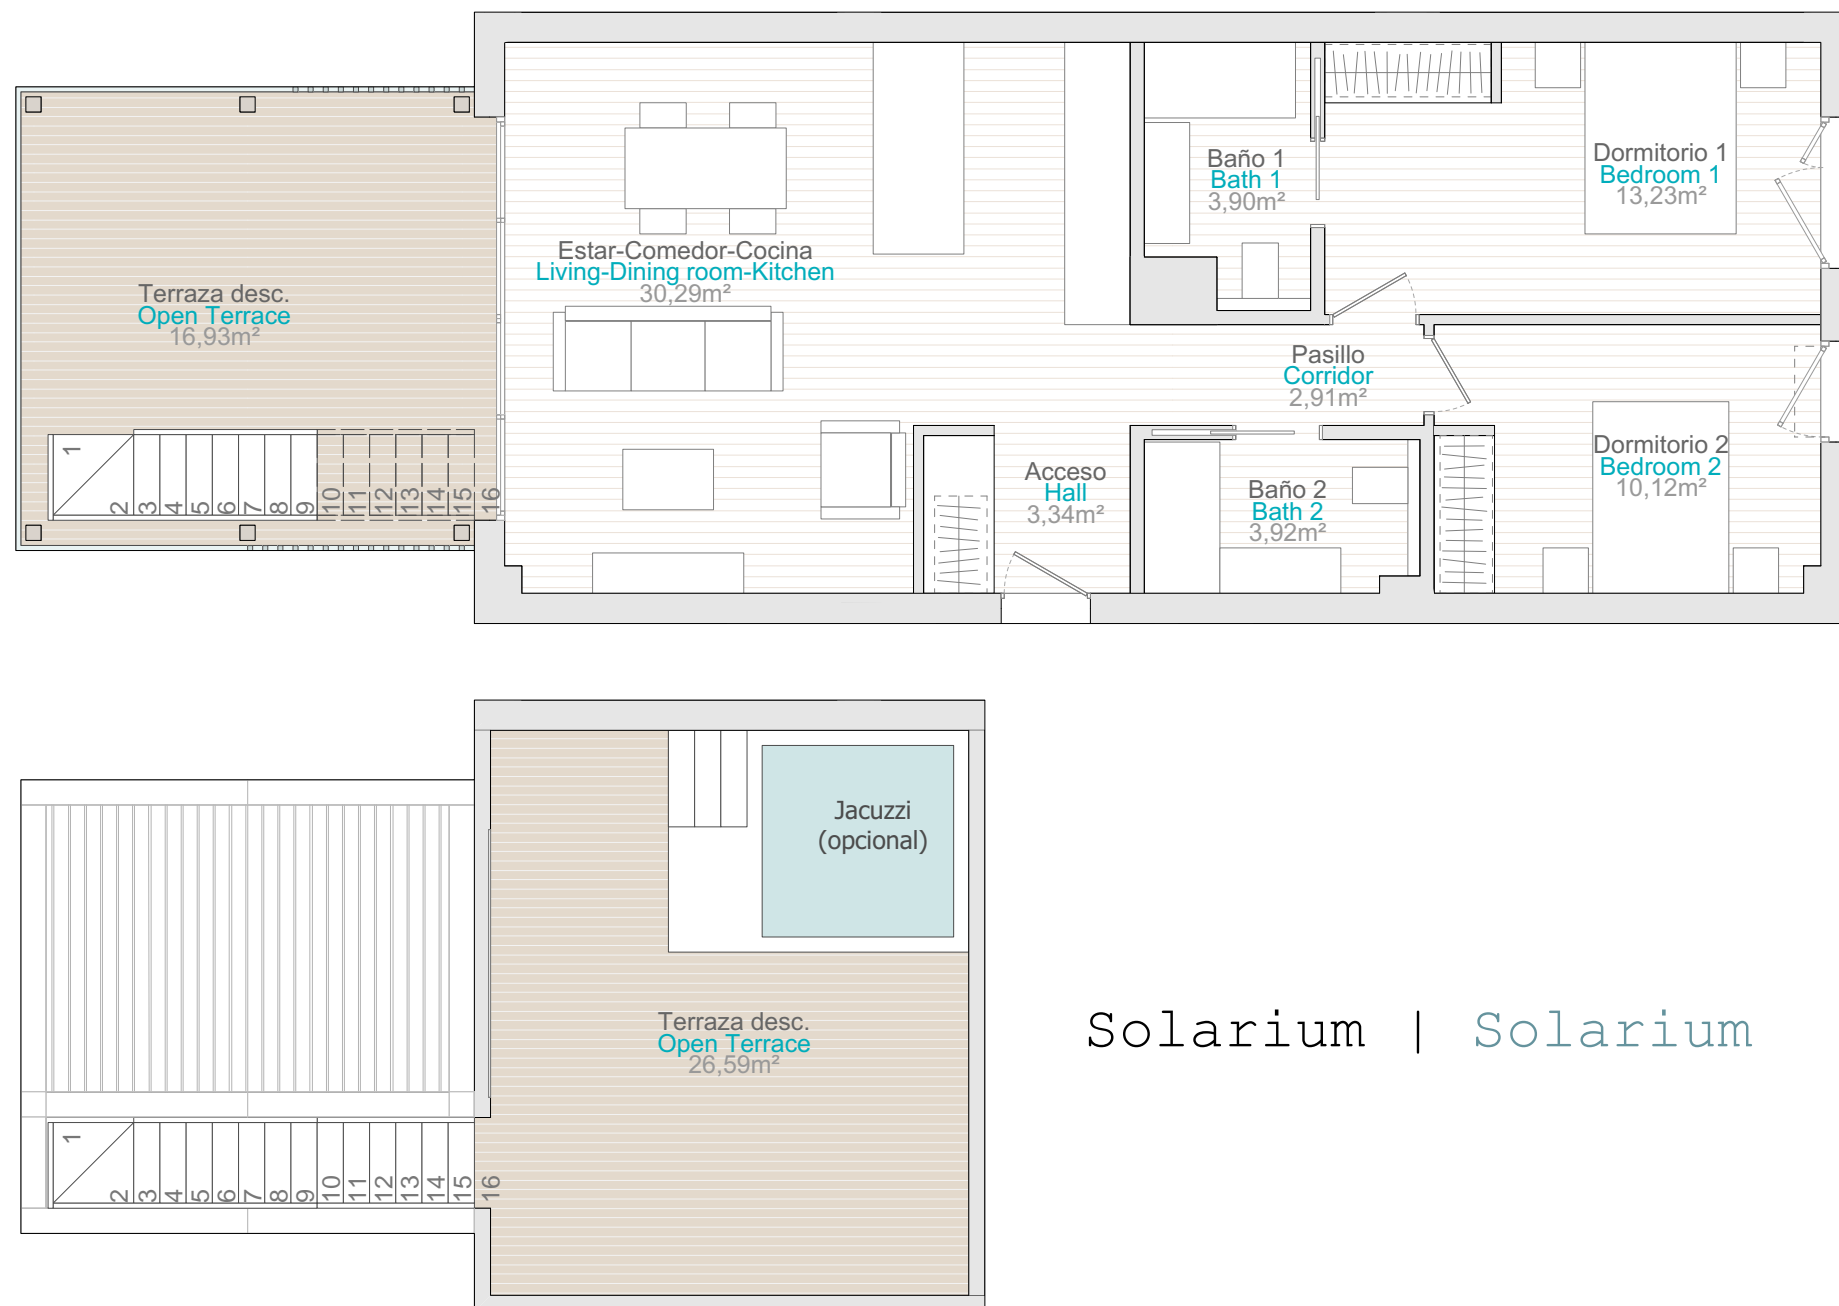 Baño 1
Bath 1
3,90m²
Dormitorio 1
Bedroom 1
13,23m²
Estar-Comedor-Cocina
Living-Dining room-Kitchen
30,29m²
Terraza desc.
Open Terrace
16,93m²
Pasillo
Corridor
2,91m²
Dormitorio 2
Bedroom 2
10,12m²
Acceso
Hall
3,34m²
Baño 2
Bath 2
3,92m²
1 2 3 4 5 6 7 8 9 10 11 12 13 14 15 16
Jacuzzi
(opcional)
Terraza desc.
Open Terrace
26,59m²
Solarium | Solarium
1 2 3 4 5 6 7 8 9 10 11 12 13 14 15 16